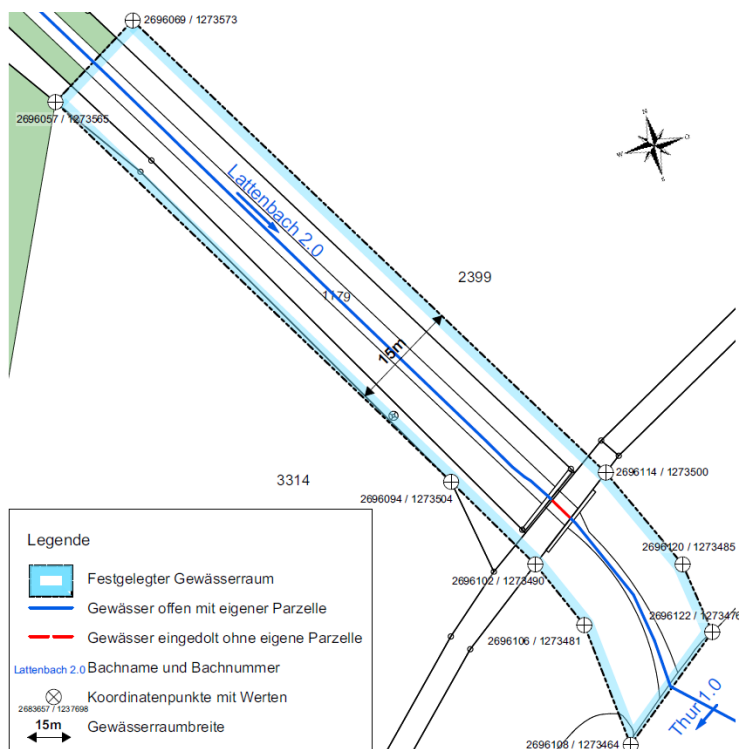 2696069 / 1273573
2696057 / 1273565
N
W
O
S
Lattenbach 2.0
2399
1179
15m
3314
2696114 / 1273500
2696094 / 1273504
2696120 / 1273485
2696102 / 1273490
2696122 / 1273476
2696106 / 1273481
Thur 1.0
2696108 / 1273464
Legende
Festgelegter Gewässerraum
Gewässer offen mit eigener Parzelle
Gewässer eingedolt ohne eigene Parzelle
Lattenbach 2.0 Bachname und Bachnummer
Koordinatenpunkte mit Werten
2683657 / 1237698
15m Gewässerraumbreite